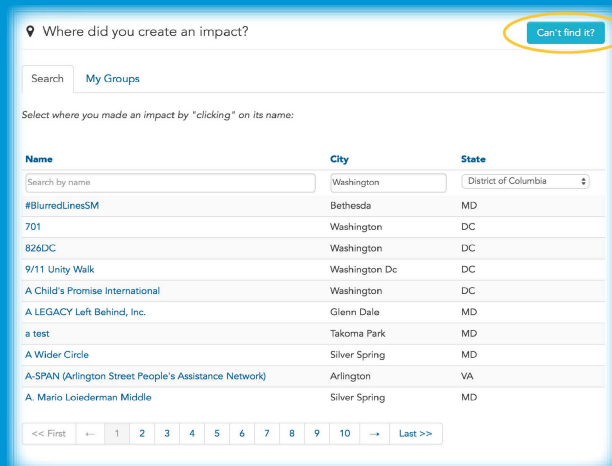 Where did you create an impact?
Can't find it?
Search My Groups
Select where you made an impact by "clicking" on its name:
Name City State
Search by name Washington District of Columbia
#BlurredLinesSM Bethesda MD
701 Washington DC
826DC Washington DC
9/11 Unity Walk Washington Dc DC
A Child's Promise International Washington DC
A LEGACY Left Behind, Inc. Glenn Dale MD
a test Takoma Park MD
A Wider Circle Silver Spring MD
A-SPAN (Arlington Street People's Assistance Network) Arlington VA
A. Mario Loiederman Middle Silver Spring MD
<< First ← 1 2 3 4 5 6 7 8 9 10 → Last >>